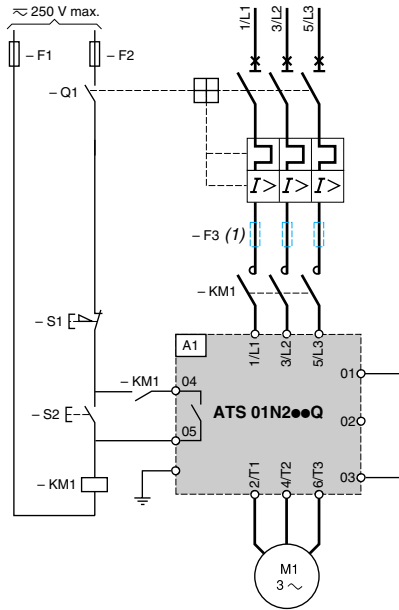 ≂ 250 V max.
– F1
– F2
– Q1
1/L1
3/L2
5/L3
I>
I>
I>
– F3 (1)
– KM1
– S1
A1
1/L1
3/L2
5/L3
– KM1
04
01
– S2
ATS 01N2●●Q
05
02
– KM1
2/T1
4/T2
6/T3
03
M1
3 ~